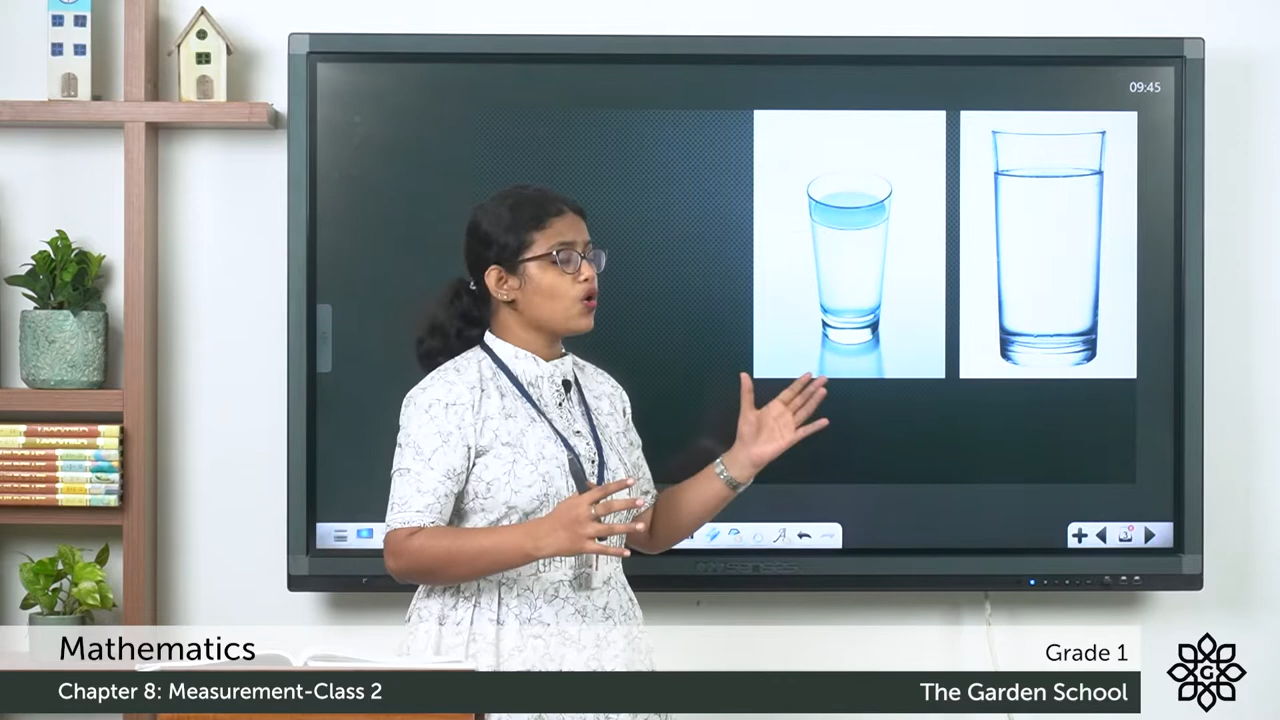 09:45
Mathematics
Grade 1
Chapter 8: Measurement-Class 2
The Garden School
G